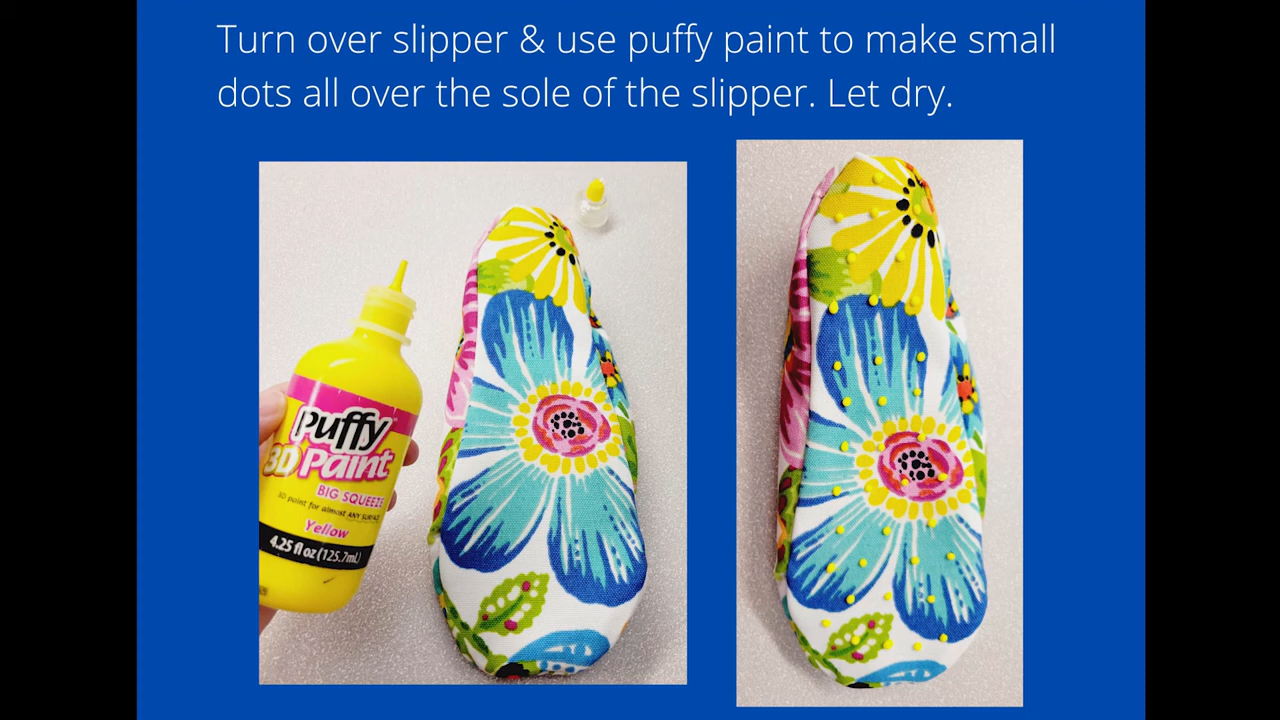 Turn over slipper & use puffy paint to make small
dots all over the sole of the slipper. Let dry.
Puffy
3D Paint
BIG SQUEEZE
3D paint for almost ANY SURFACE
Yellow
4.25 fl oz (125.7mL)